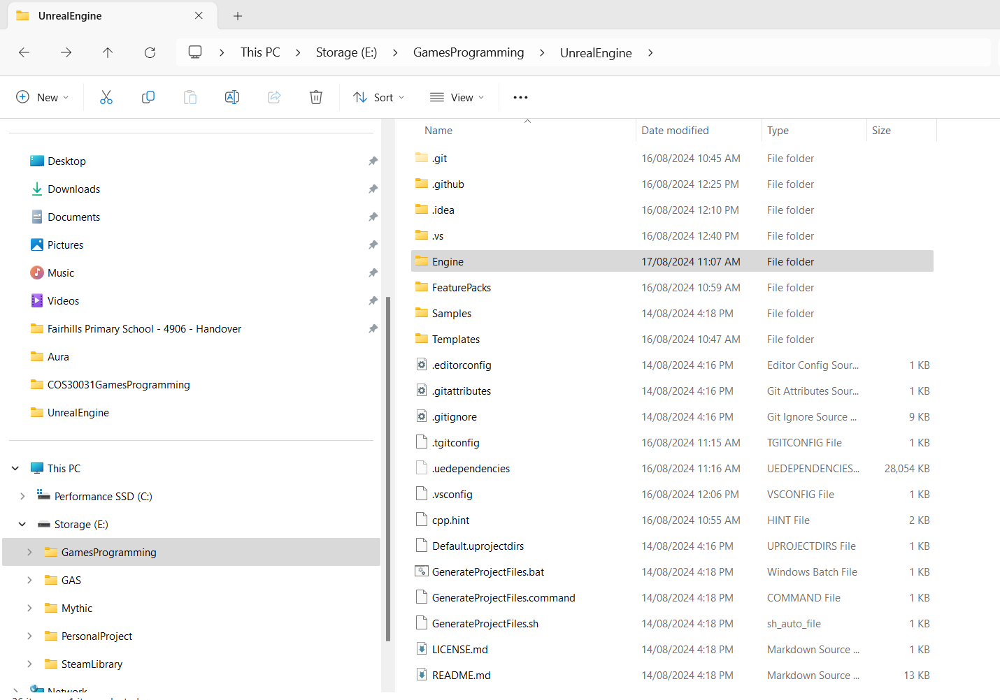 UnrealEngine
This PC > Storage (E:) > GamesProgramming > UnrealEngine >
New
Sort
View
Name Date modified Type Size
Desktop
Downloads
Documents
Pictures
Music
Videos
Fairhills Primary School - 4906 - Handover
Aura
COS30031GamesProgramming
UnrealEngine
This PC
Performance SSD (C:)
Storage (E:)
GamesProgramming
GAS
Mythic
PersonalProject
SteamLibrary
Network
.git 16/08/2024 10:45 AM File folder
.github 16/08/2024 12:25 PM File folder
.idea 16/08/2024 12:10 PM File folder
.vs 16/08/2024 12:40 PM File folder
Engine 17/08/2024 11:07 AM File folder
FeaturePacks 16/08/2024 10:59 AM File folder
Samples 14/08/2024 4:18 PM File folder
Templates 16/08/2024 10:47 AM File folder
.editorconfig 14/08/2024 4:16 PM Editor Config Sour... 1 KB
.gitattributes 14/08/2024 4:16 PM Git Attributes Sour... 1 KB
.gitignore 14/08/2024 4:16 PM Git Ignore Source ... 9 KB
.tgitconfig 16/08/2024 11:15 AM TGITCONFIG File 1 KB
.uedependencies 16/08/2024 11:16 AM UEDEPENDENCIES... 28,054 KB
.vsconfig 16/08/2024 12:06 PM VSCONFIG File 1 KB
cpp.hint 16/08/2024 10:55 AM HINT File 2 KB
Default.uprojectdirs 14/08/2024 4:16 PM UPROJECTDIRS File 1 KB
GenerateProjectFiles.bat 14/08/2024 4:18 PM Windows Batch File 1 KB
GenerateProjectFiles.command 14/08/2024 4:18 PM COMMAND File 1 KB
GenerateProjectFiles.sh 14/08/2024 4:18 PM sh_auto_file 1 KB
LICENSE.md 14/08/2024 4:18 PM Markdown Source ... 1 KB
README.md 14/08/2024 4:18 PM Markdown Source ... 13 KB